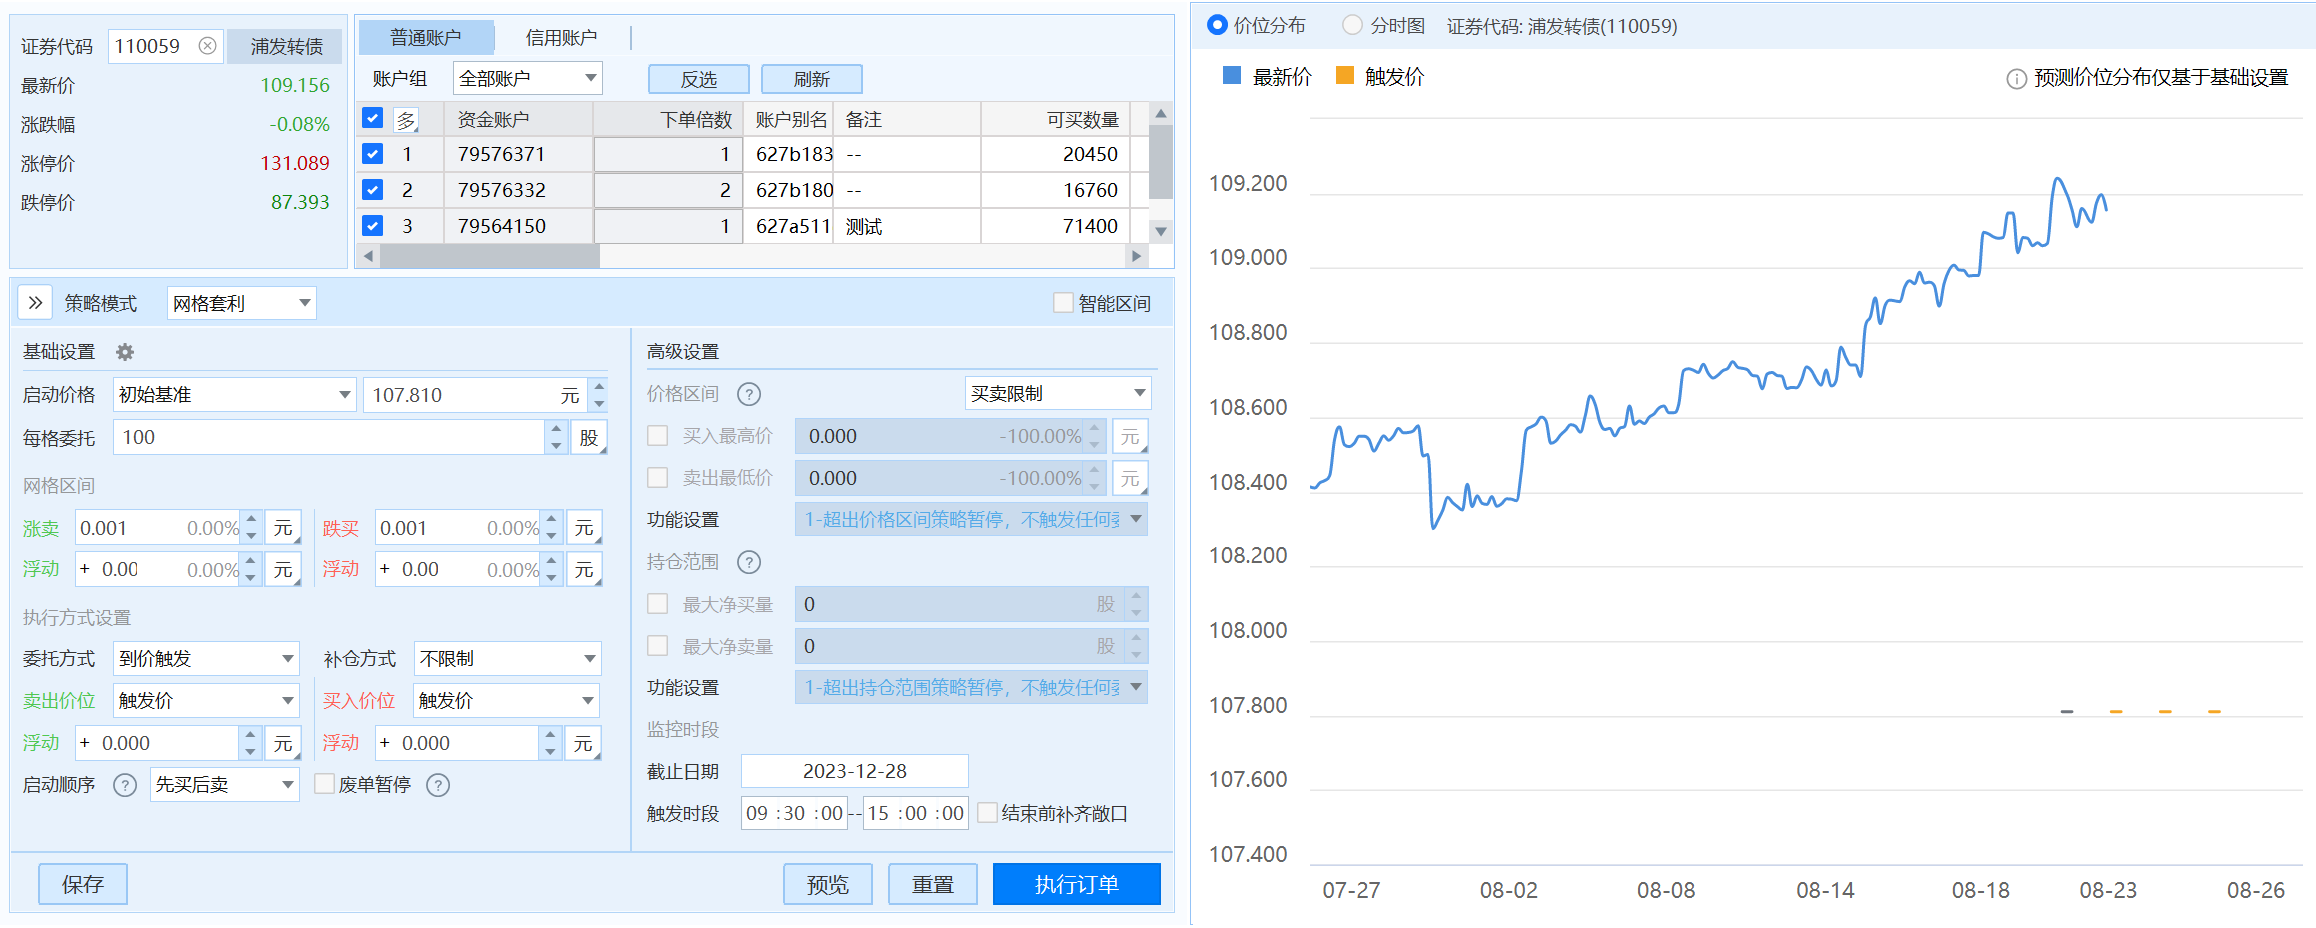 证券代码 110059 浦发转债
最新价 109.156
涨跌幅 -0.08%
涨停价 131.089
跌停价 87.393
普通账户 信用账户
账户组 全部账户 反选 刷新
多 资金账户 下单倍数 账户别名 备注 可买数量
1 79576371 1 627b183 -- 20450
2 79576332 2 627b180 -- 16760
3 79564150 1 627a511 测试 71400
策略模式 网格套利 智能区间
基础设置
启动价格 初始基准 107.810 元
每格委托 100 股
网格区间
涨卖 0.001 0.00% 元 跌买 0.001 0.00% 元
浮动 + 0.00 0.00% 元 浮动 + 0.00 0.00% 元
执行方式设置
委托方式 到价触发 补仓方式 不限制
卖出价位 触发价 买入价位 触发价
浮动 + 0.000 元 浮动 + 0.000 元
启动顺序 ? 先买后卖 废单暂停 ?
高级设置
价格区间 ? 买卖限制
买入最高价 0.000 -100.00% 元
卖出最低价 0.000 -100.00% 元
功能设置 1-超出价格区间策略暂停，不触发任何
持仓范围 ?
最大净买量 0 股
最大净卖量 0 股
功能设置 1-超出持仓范围策略暂停，不触发任何
监控时段
截止日期 2023-12-28
触发时段 09 :30 :00 -- 15 :00 :00 结束前补齐敞口
保存 预览 重置 执行订单
价位分布 分时图 证券代码: 浦发转债(110059)
最新价 触发价 预测价位分布仅基于基础设置
109.200
109.000
108.800
108.600
108.400
108.200
108.000
107.800
107.600
107.400
07-27 08-02 08-08 08-14 08-18 08-23 08-26